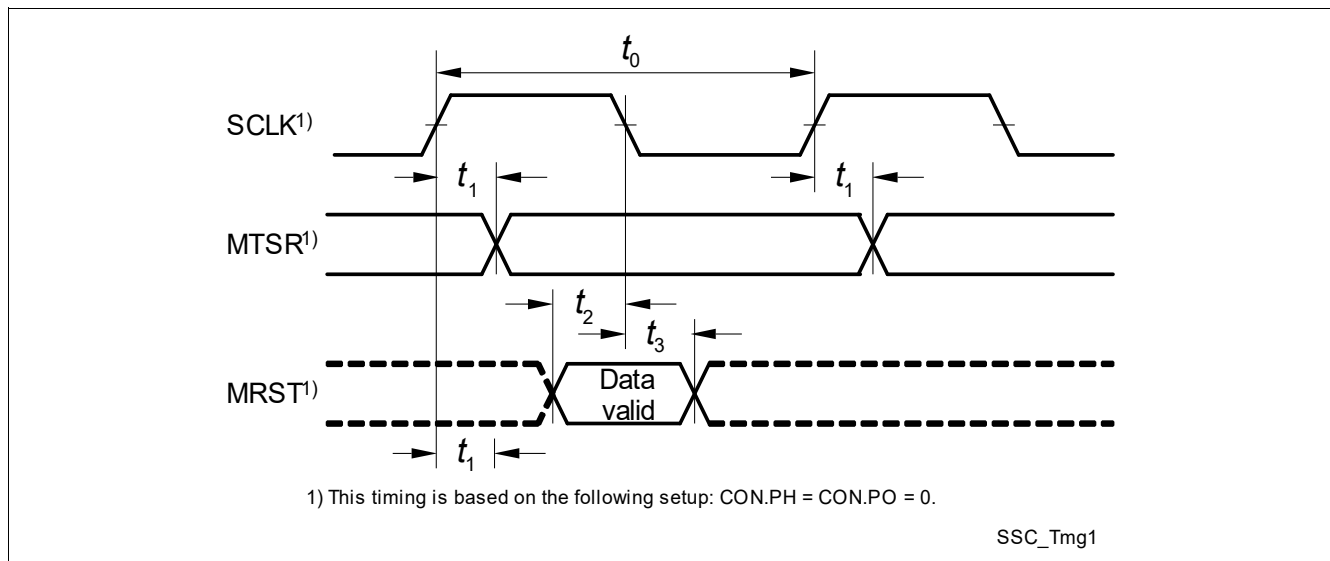 t₀
SCLK¹⁾
t₁ t₁
MTSR¹⁾
t₂
t₃
MRST¹⁾
Data
valid
t₁
1) This timing is based on the following setup: CON.PH = CON.PO = 0.
SSC_Tmg1